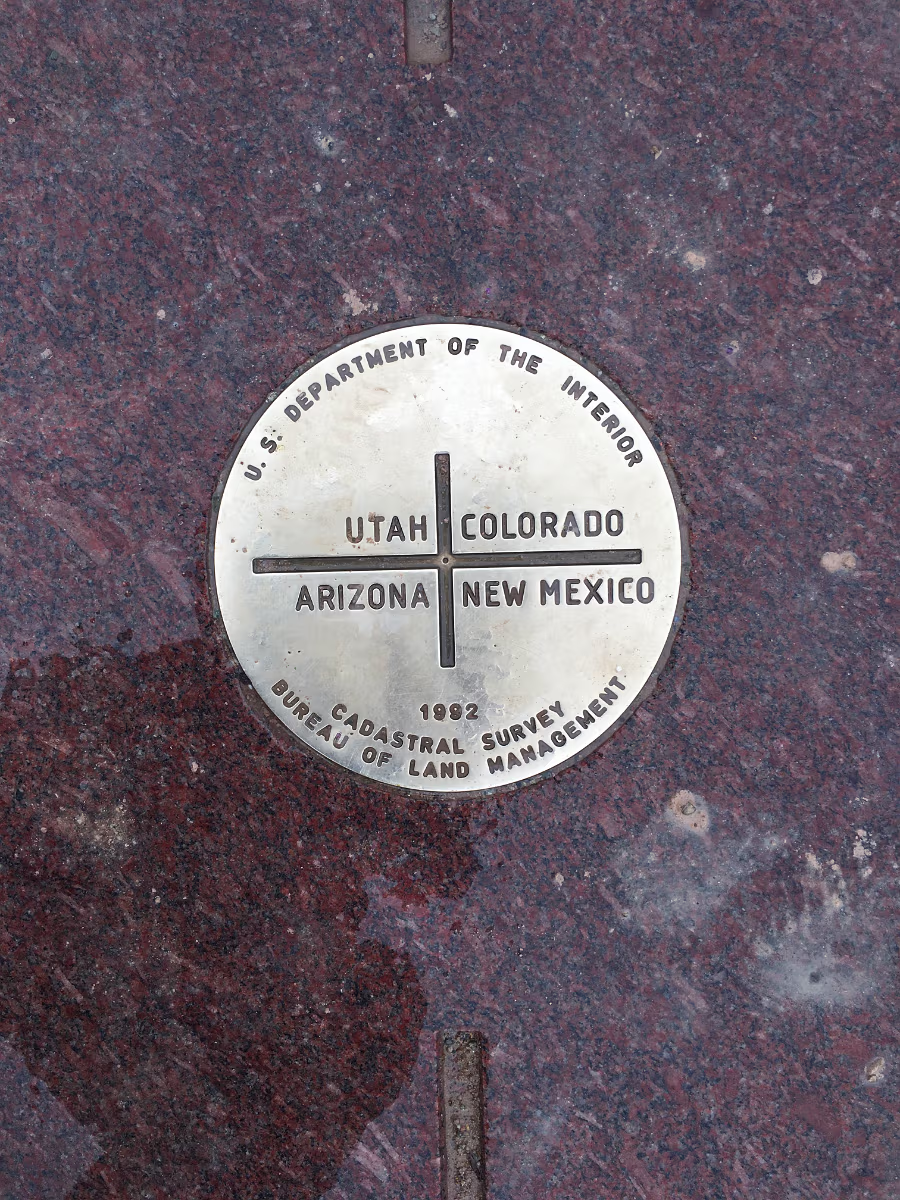 U.S. DEPARTMENT OF THE INTERIOR
UTAH COLORADO
ARIZONA NEW MEXICO
1992
CADASTRAL SURVEY
BUREAU OF LAND MANAGEMENT